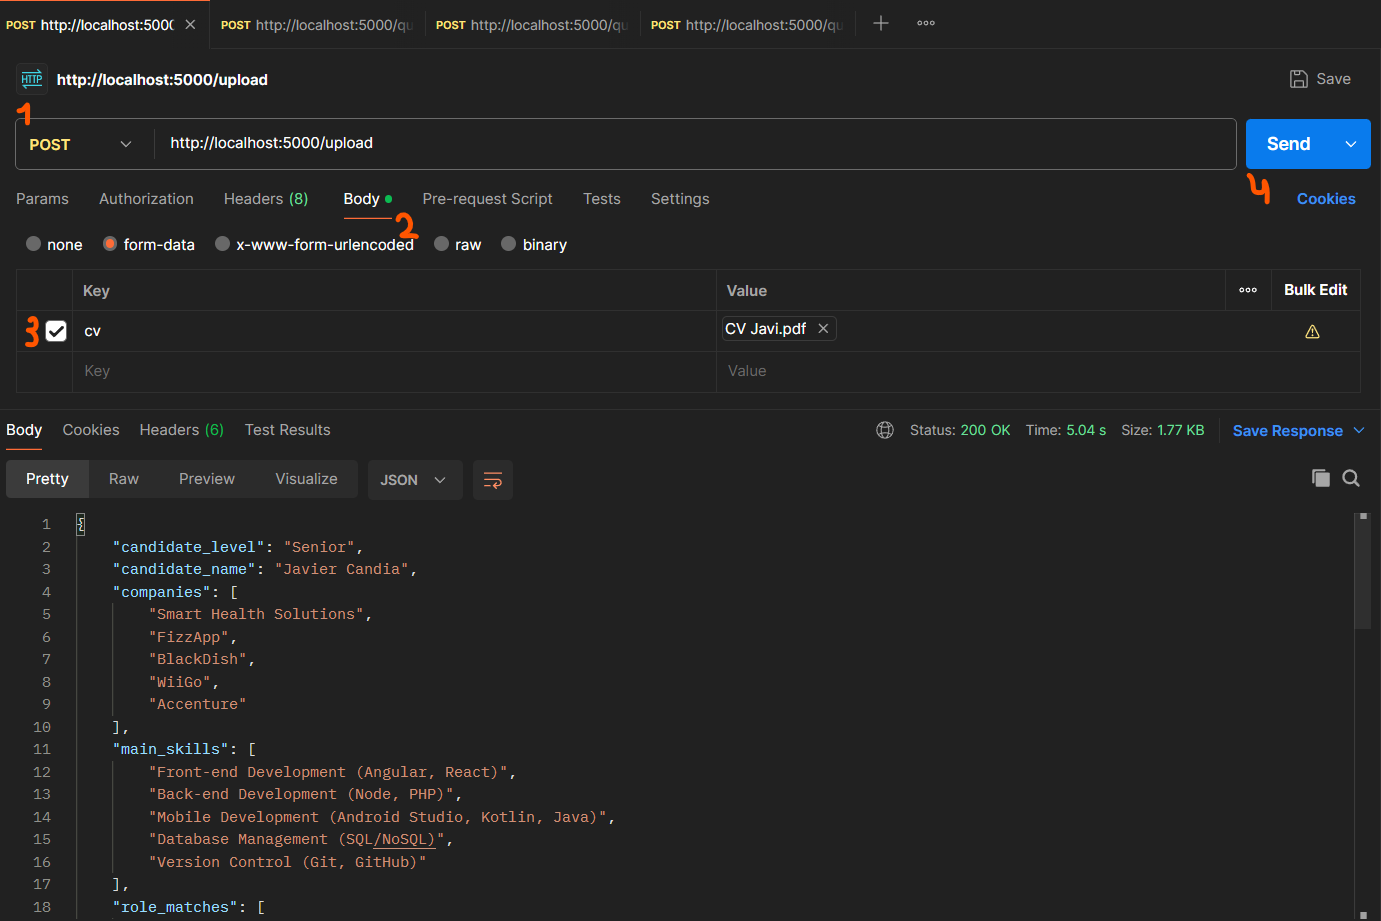 POST http://localhost:5000
POST http://localhost:5000/qu
POST http://localhost:5000/qu
POST http://localhost:5000/qu
HTTP http://localhost:5000/upload
Save
1
POST http://localhost:5000/upload
Send
4
Params Authorization Headers (8) Body Pre-request Script Tests Settings
Cookies
2
none form-data x-www-form-urlencoded raw binary
Key Value Bulk Edit
3 cv CV Javi.pdf
Key Value
Body Cookies Headers (6) Test Results
Status: 200 OK Time: 5.04 s Size: 1.77 KB Save Response
Pretty Raw Preview Visualize JSON
1 {
2 "candidate_level": "Senior",
3 "candidate_name": "Javier Candia",
4 "companies": [
5 "Smart Health Solutions",
6 "FizzApp",
7 "BlackDish",
8 "WiiGo",
9 "Accenture"
10 ],
11 "main_skills": [
12 "Front-end Development (Angular, React)",
13 "Back-end Development (Node, PHP)",
14 "Mobile Development (Android Studio, Kotlin, Java)",
15 "Database Management (SQL/NoSQL)",
16 "Version Control (Git, GitHub)"
17 ],
18 "role_matches": [